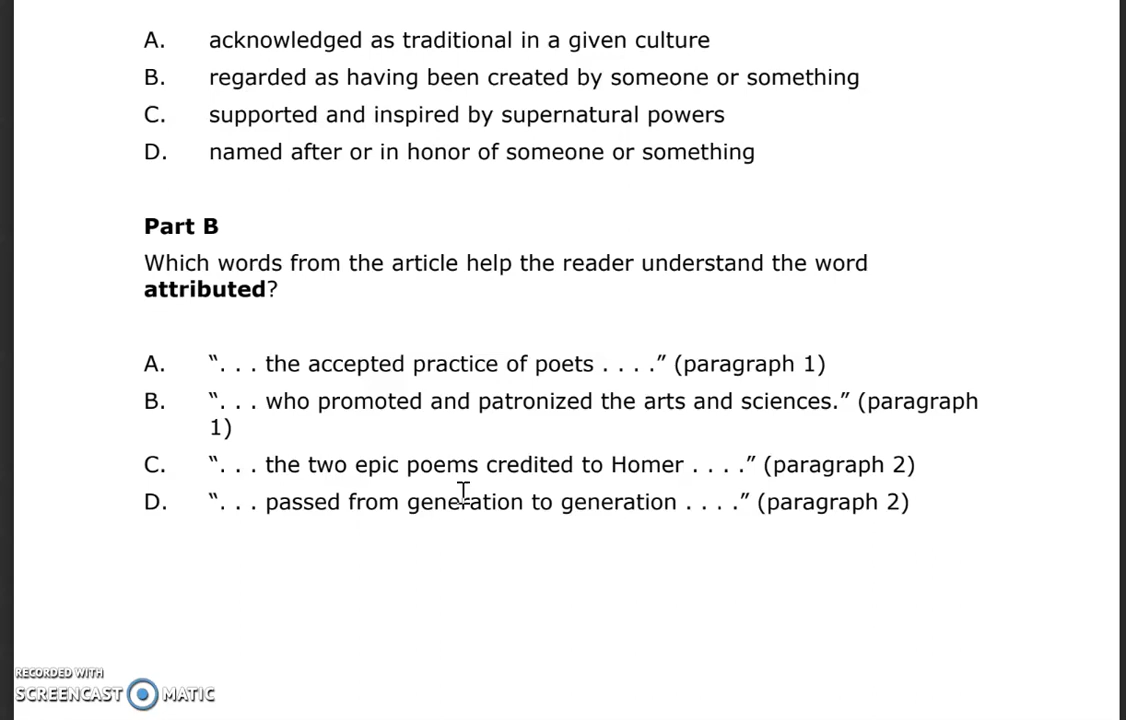 A. acknowledged as traditional in a given culture
B. regarded as having been created by someone or something
C. supported and inspired by supernatural powers
D. named after or in honor of someone or something
Part B
Which words from the article help the reader understand the word
attributed?
A. “. . . the accepted practice of poets . . . .” (paragraph 1)
B. “. . . who promoted and patronized the arts and sciences.” (paragraph
1)
C. “. . . the two epic poems credited to Homer . . . .” (paragraph 2)
D. “. . . passed from generation to generation . . . .” (paragraph 2)
RECORDED WITH
SCREENCAST MATIC